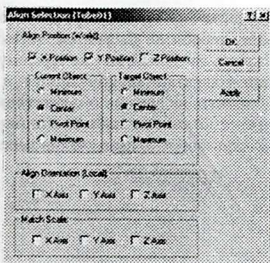 Align Selection (Tube01)
Align Position (World):
X Position Y Position Z Position
Current Object: Target Object:
Minimum Minimum
Center Center
Pivot Point Pivot Point
Maximum Maximum
OK
Cancel
Apply
Align Orientation (Local):
X Axis Y Axis Z Axis
Match Scale:
X Axis Y Axis Z Axis